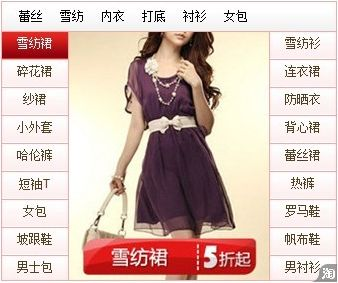 蕾丝 雪纺 内衣 打底 衬衫 女包
雪纺裙 雪纺衫
碎花裙 连衣裙
纱裙 防晒衣
小外套 背心裙
哈伦裤 蕾丝裙
短袖T 热裤
女包 罗马鞋
坡跟鞋 帆布鞋
雪纺裙 5折起
男士包 男衬衫
淘